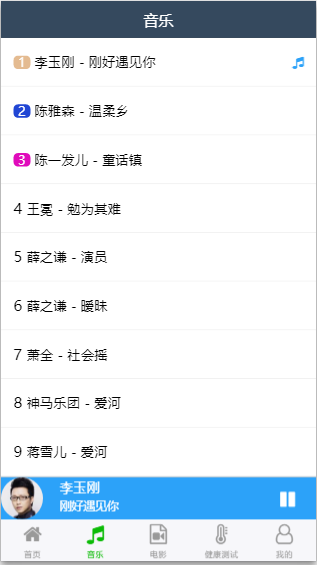 音乐
1 李玉刚 - 刚好遇见你
2 陈雅森 - 温柔乡
3 陈一发儿 - 童话镇
4 王冕 - 勉为其难
5 薛之谦 - 演员
6 薛之谦 - 暧昧
7 萧全 - 社会摇
8 神马乐团 - 爱河
9 蒋雪儿 - 爱河
李玉刚
刚好遇见你
首页 音乐 电影 健康测试 我的